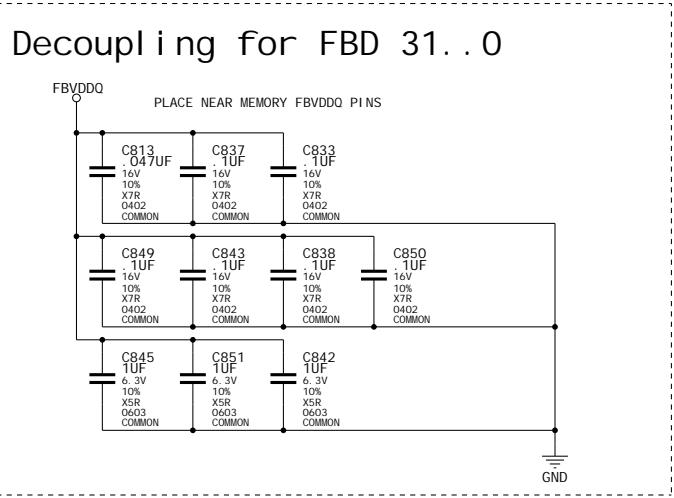 Decoupling for FBD 31..0
FBVDDQ
PLACE NEAR MEMORY FBVDDQ PINS
C813
.047UF
16V
10%
X7R
0402
COMMON
C837
.1UF
16V
10%
X7R
0402
COMMON
C833
.1UF
16V
10%
X7R
0402
COMMON
C849
.1UF
16V
10%
X7R
0402
COMMON
C843
.1UF
16V
10%
X7R
0402
COMMON
C838
.1UF
16V
10%
X7R
0402
COMMON
C850
.1UF
16V
10%
X7R
0402
COMMON
C845
1UF
6.3V
10%
X5R
0603
COMMON
C851
1UF
6.3V
10%
X5R
0603
COMMON
C842
1UF
6.3V
10%
X5R
0603
COMMON
GND